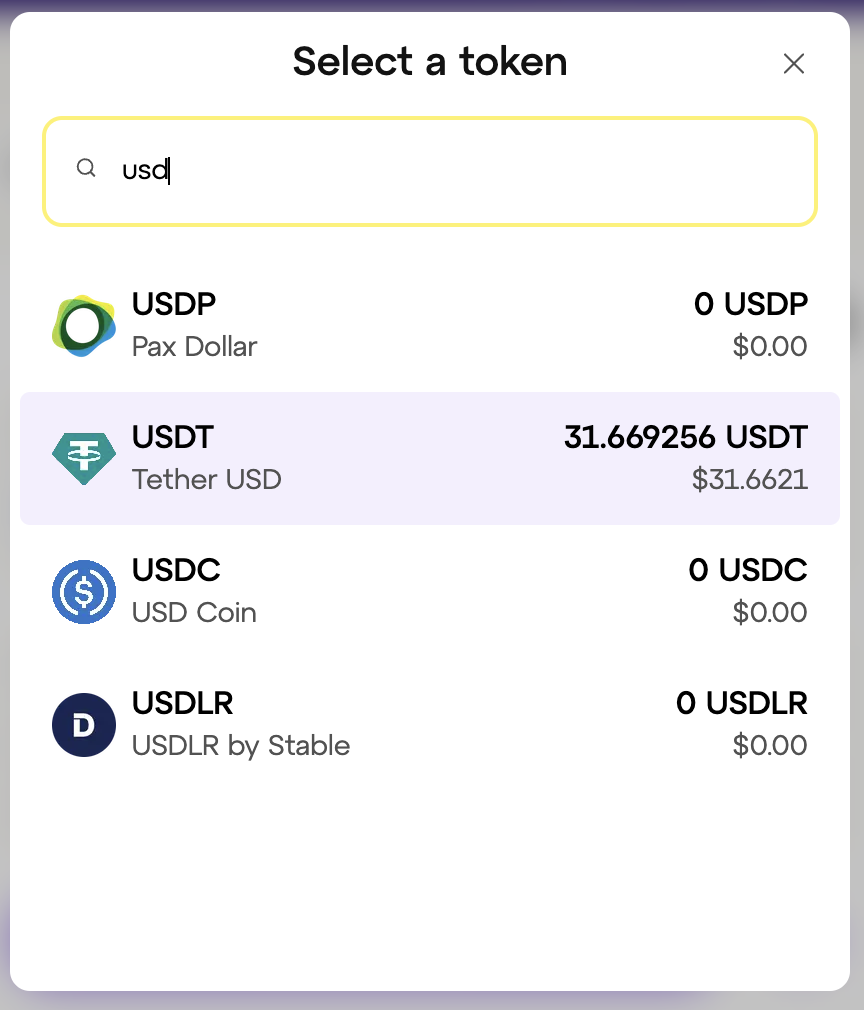 Select a token
usd
USDP
0 USDP
Pax Dollar
$0.00
USDT
31.669256 USDT
Tether USD
$31.6621
USDC
0 USDC
USD Coin
$0.00
USDLR
0 USDLR
USDLR by Stable
$0.00